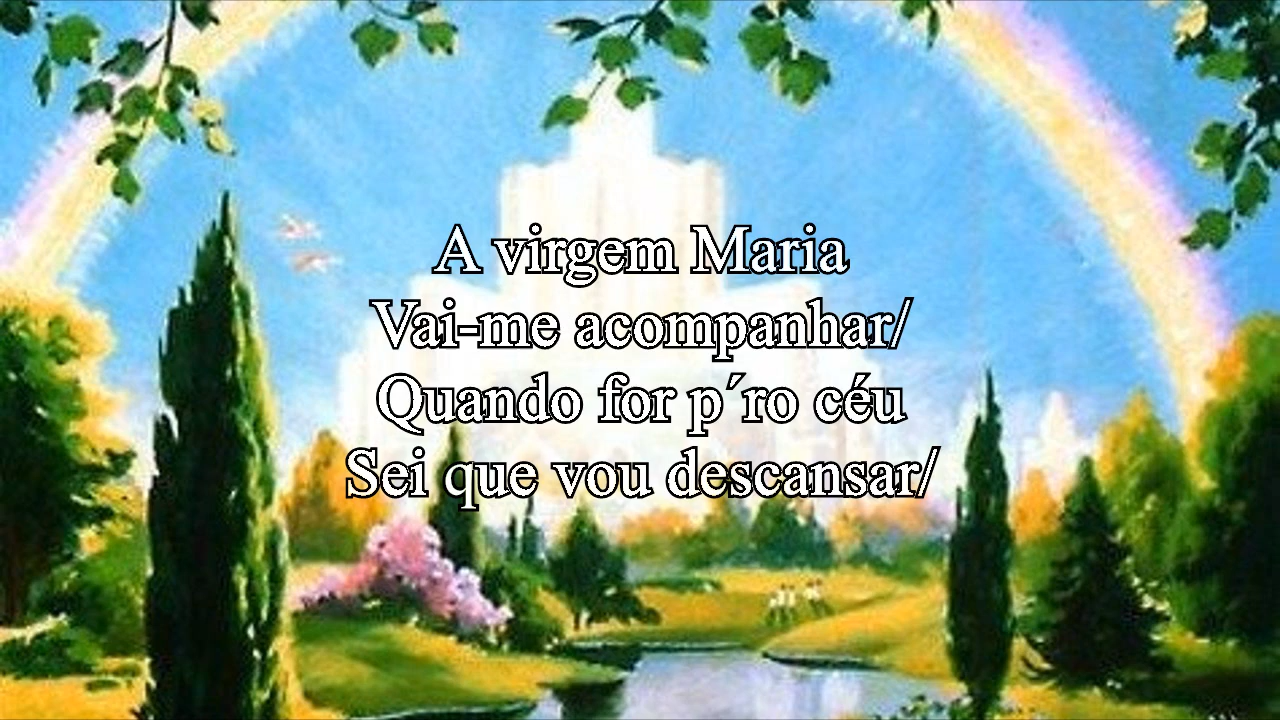 A virgem Maria
Vai-me acompanhar/
Quando for p´ro céu
Sei que vou descansar/